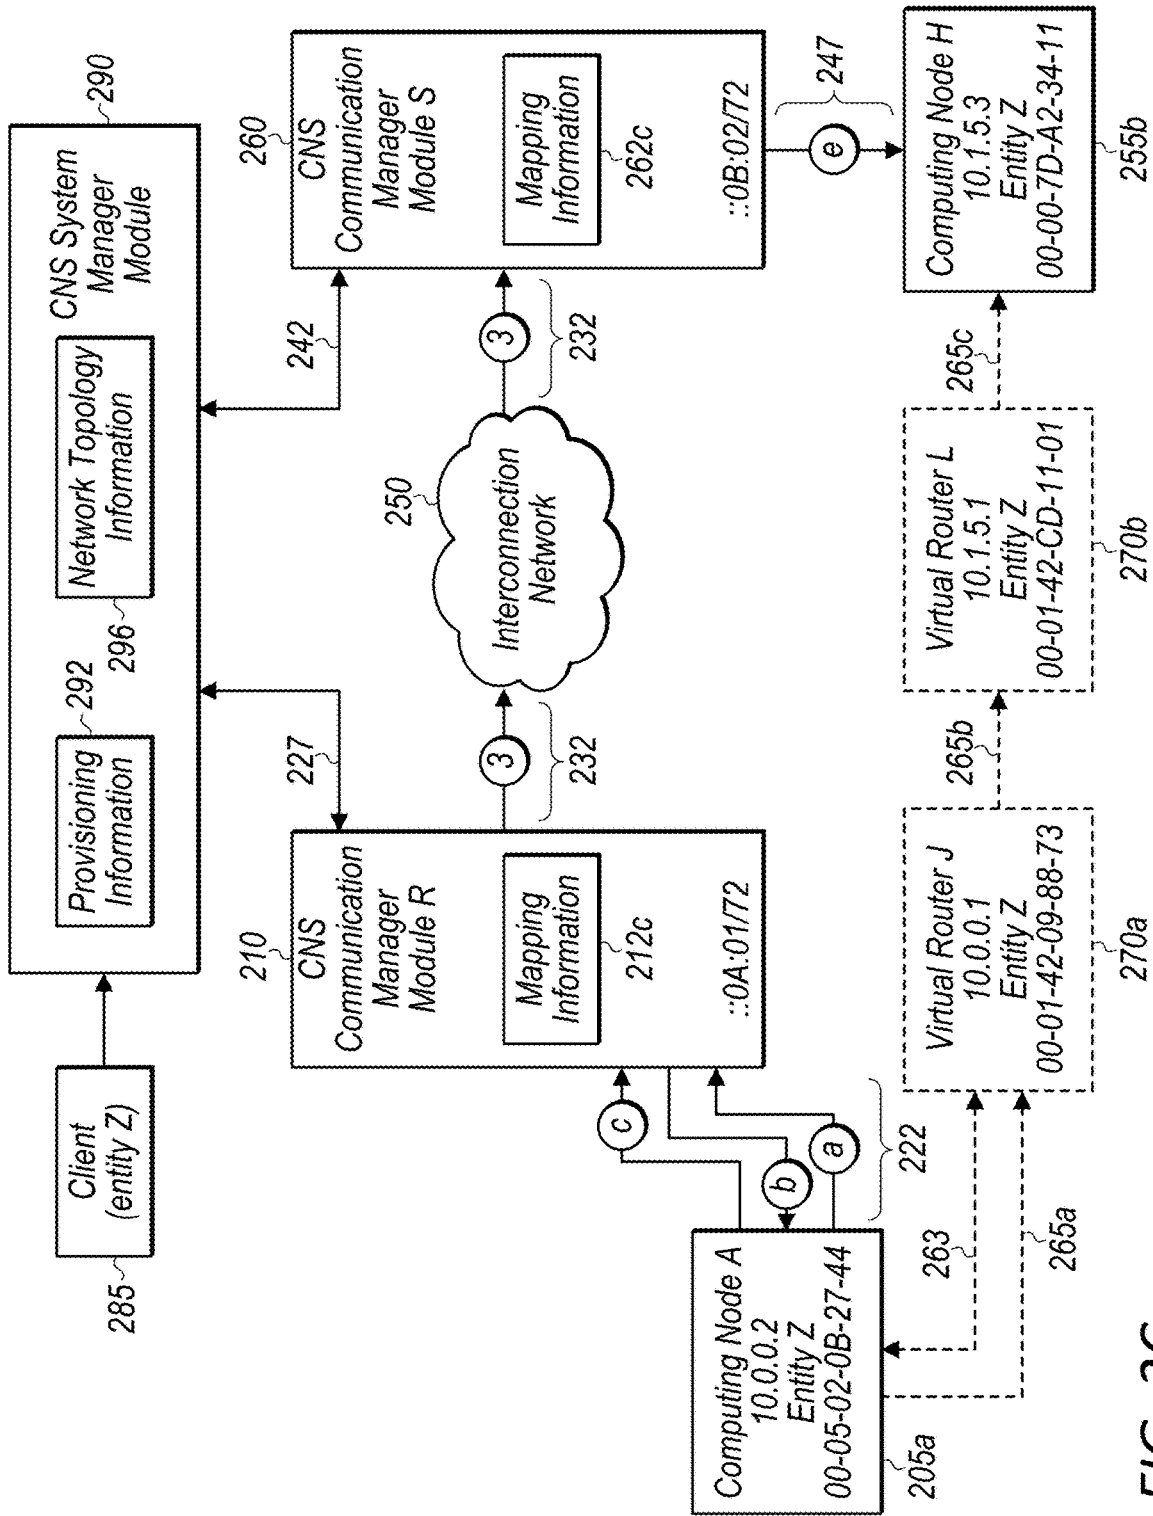 285
Client
(entity Z)
290
CNS System
Manager
Module
292
Provisioning
Information
296
Network Topology
Information
227
242
210
CNS
Communication
Manager
Module R
Mapping
Information
212c
::0A:01/72
3
232
250
Interconnection
Network
3
232
260
CNS
Communication
Manager
Module S
Mapping
Information
262c
::0B:02/72
c
b
a
222
e
247
Computing Node A
10.0.0.2
Entity Z
00-05-02-0B-27-44
205a
263
265a
Virtual Router J
10.0.0.1
Entity Z
00-01-42-09-88-73
270a
265b
Virtual Router L
10.1.5.1
Entity Z
00-01-42-CD-11-01
270b
265c
Computing Node H
10.1.5.3
Entity Z
00-00-7D-A2-34-11
255b
FIG. 2C